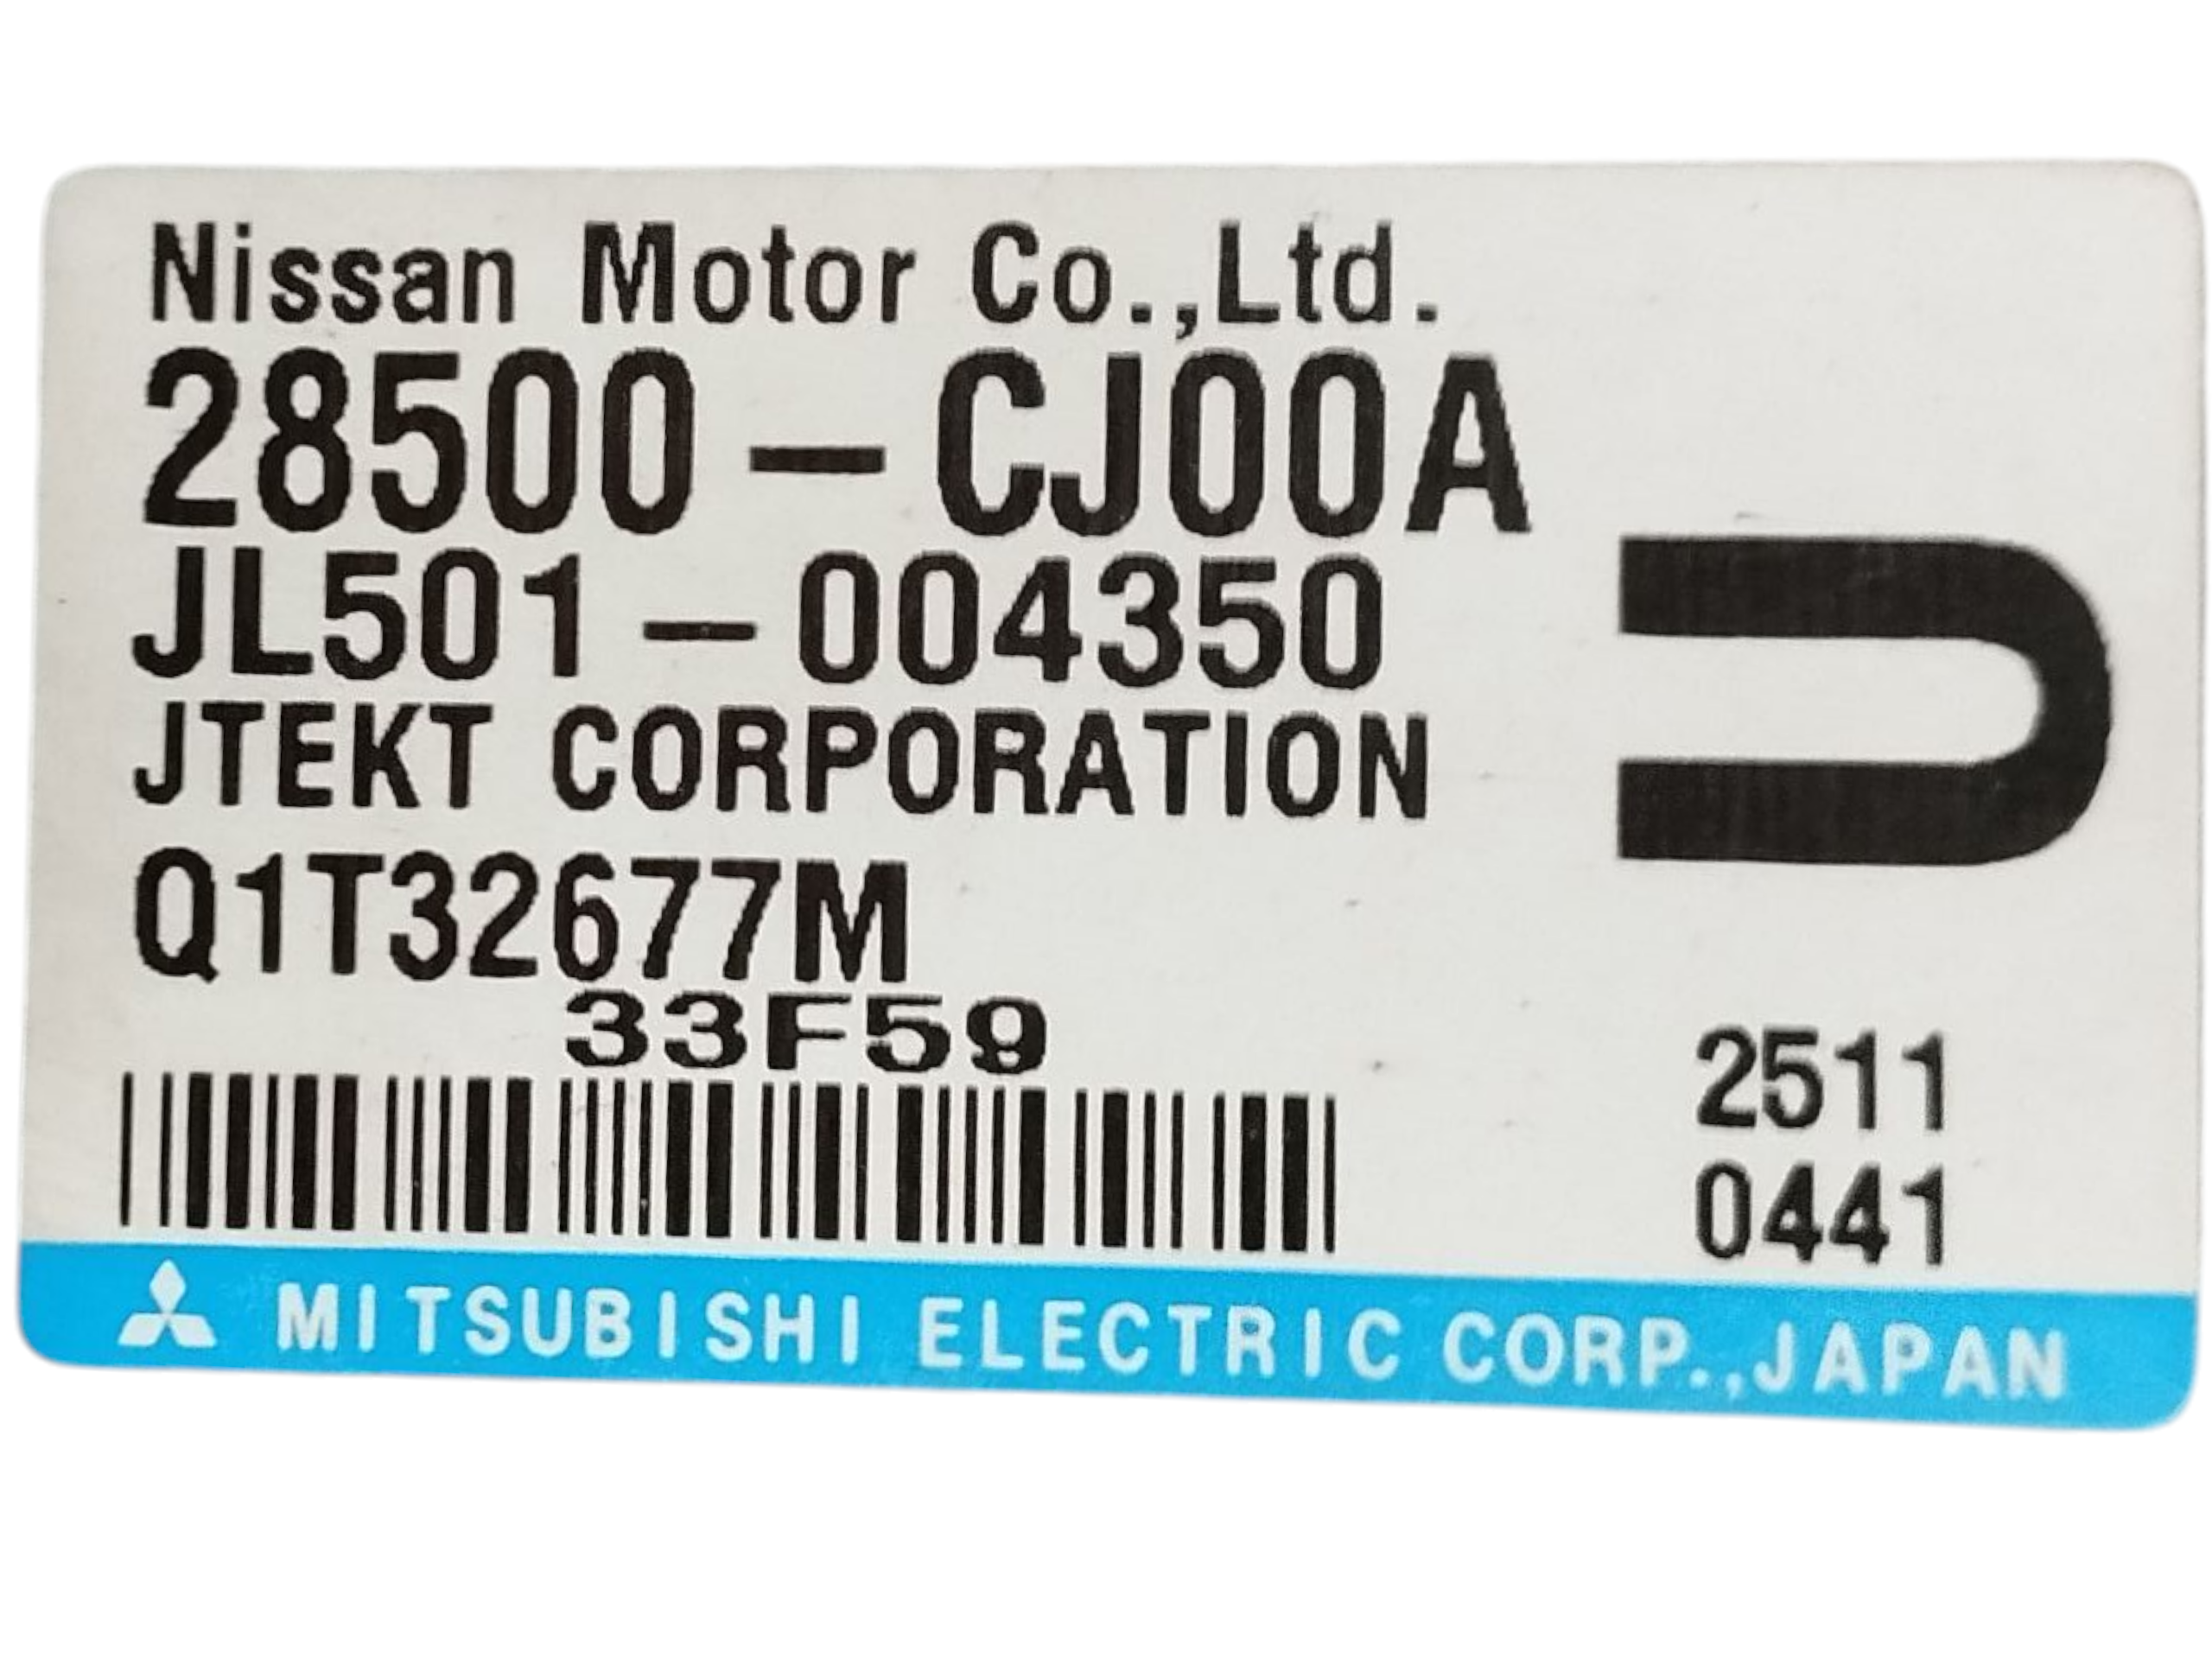 Nissan Motor Co.,Ltd.
28500-CJ00A
JL501-004350
JTEKT CORPORATION
Q1T32677M
33F59
2511
0441
MITSUBISHI ELECTRIC CORP.,JAPAN